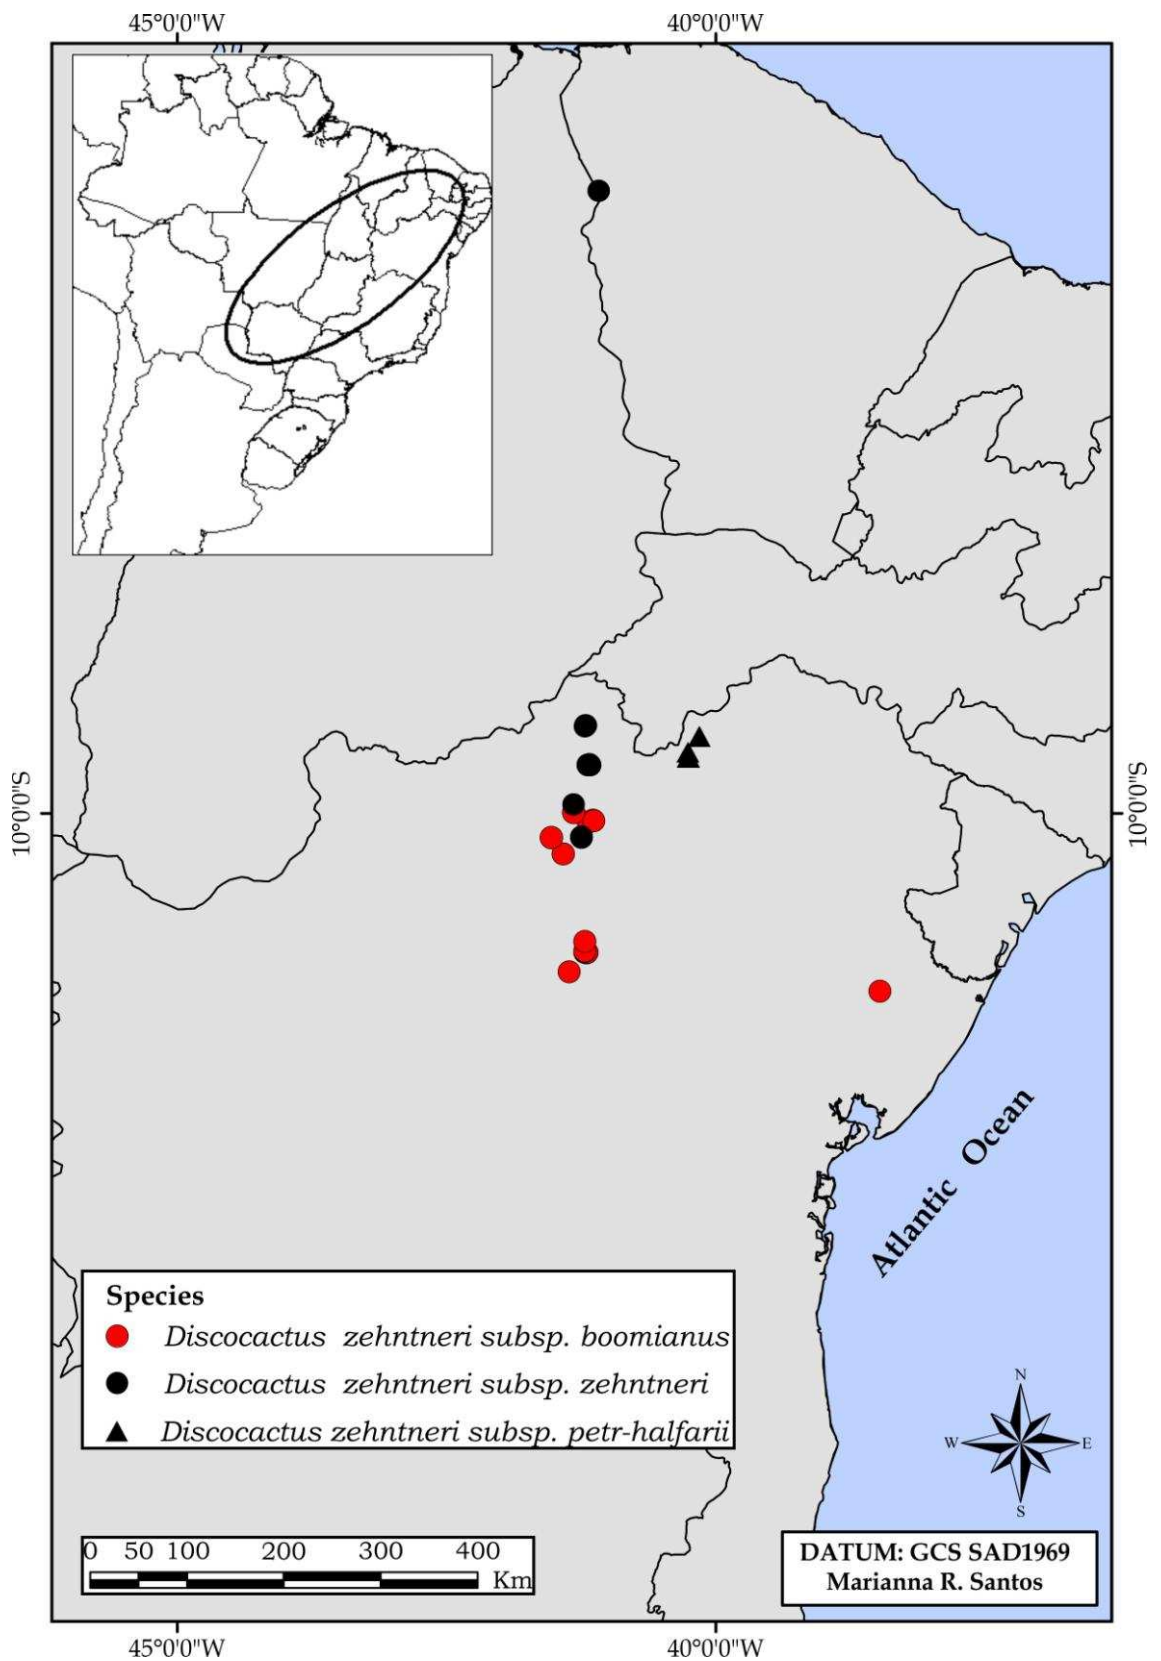 45°0'0"W 40°0'0"W
10°0'0"S 10°0'0"S
Atlantic Ocean
Species
Discocactus zehntneri subsp. boomianus
Discocactus zehntneri subsp. zehntneri
Discocactus zehntneri subsp. petr-halfarii
N
W E
S
0 50 100 200 300 400
Km
DATUM: GCS SAD1969
Marianna R. Santos
45°0'0"W 40°0'0"W